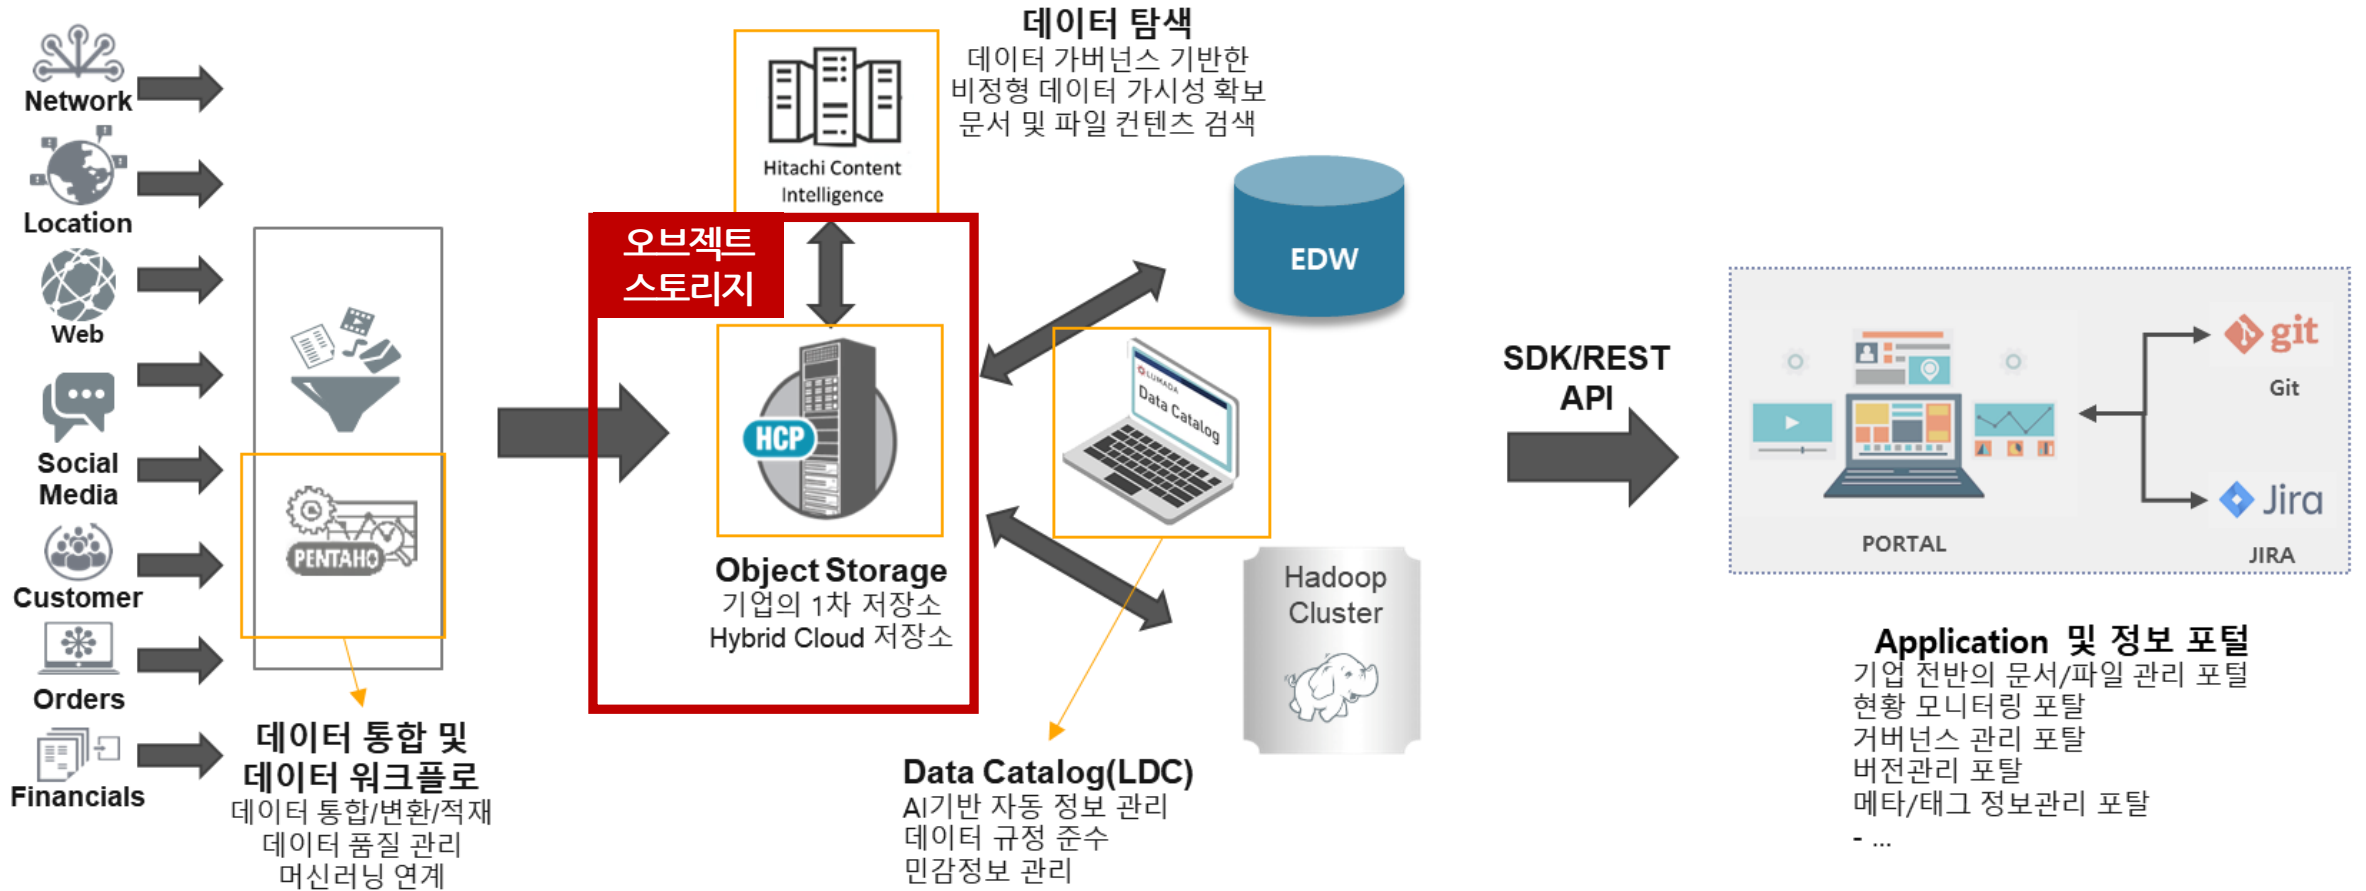 Network
Location
Web
Social
Media
Customer
Orders
Financials
PENTAHO
데이터 통합 및
데이터 워크플로
데이터 통합/변환/적재
데이터 품질 관리
머신러닝 연계
Hitachi Content
Intelligence
데이터 탐색
데이터 가버넌스 기반한
비정형 데이터 가시성 확보
문서 및 파일 컨텐츠 검색
오브젝트
스토리지
HCP
Object Storage
기업의 1차 저장소
Hybrid Cloud 저장소
EDW
LUMADA
Data Catalog
Data Catalog(LDC)
AI기반 자동 정보 관리
데이터 규정 준수
민감정보 관리
Hadoop
Cluster
SDK/REST
API
PORTAL
git
Git
Jira
JIRA
Application 및 정보 포털
기업 전반의 문서/파일 관리 포털
현황 모니터링 포탈
거버넌스 관리 포탈
버전관리 포탈
메타/태그 정보관리 포탈
- ...